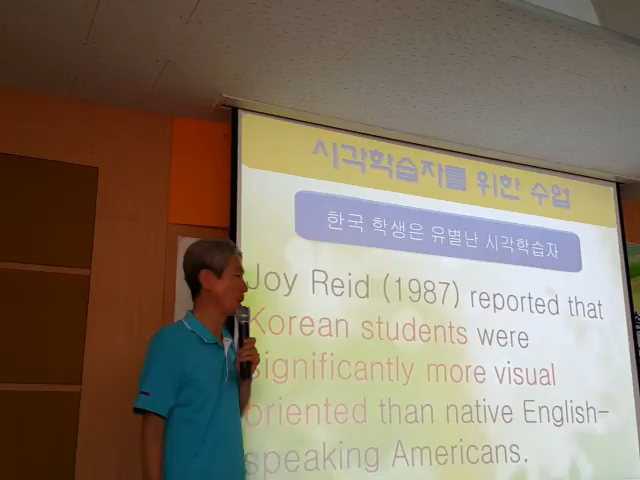 시각학습자를 위한 수업
한국 학생은 유별난 시각학습자
Joy Reid (1987) reported that
Korean students were
significantly more visual
oriented than native English-
speaking Americans.